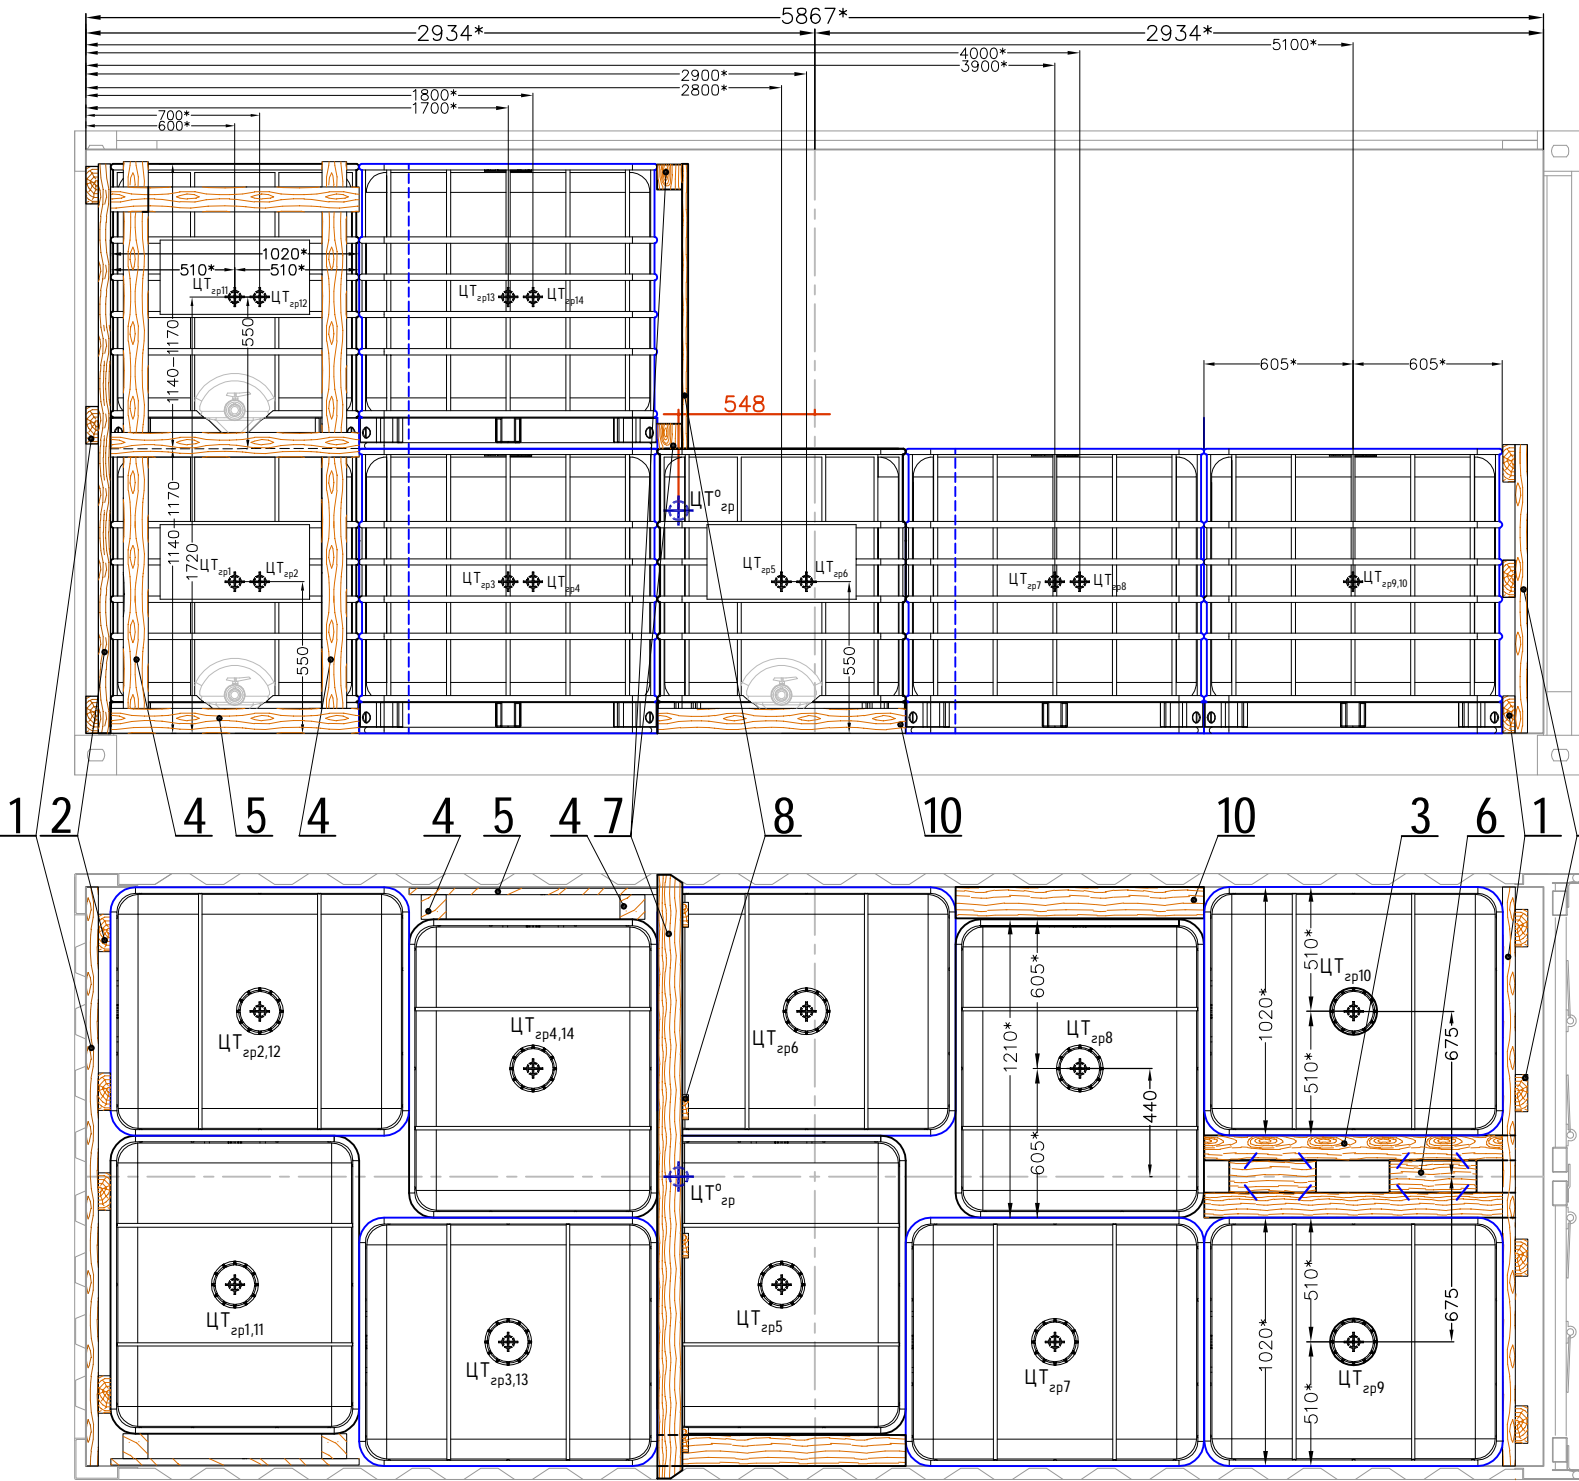 5867*
2934* 2934*
5100*
4000*
3900*
2900*
2800*
1800*
1700*
700*
600*
1020*
510* 510*
ЦТгр11 ЦТгр12 ЦТгр13 ЦТгр14
550
1140-1170
605* 605*
548
ЦТ°гр
1140-1170
1720
ЦТгр1 ЦТгр2 ЦТгр3 ЦТгр4 ЦТгр5 ЦТгр6 ЦТгр7 ЦТгр8 ЦТгр9,10
550 550
1 2 4 5 4 4 5 4 7 8 10 10 3 6 1
ЦТгр2,12
ЦТгр4,14
ЦТгр6
605*
1210*
605*
ЦТгр8
440
ЦТгр10
510*
1020*
510*
675
ЦТ°гр
ЦТгр1,11
ЦТгр3,13
ЦТгр5
ЦТгр7
510*
1020*
510*
675
ЦТгр9